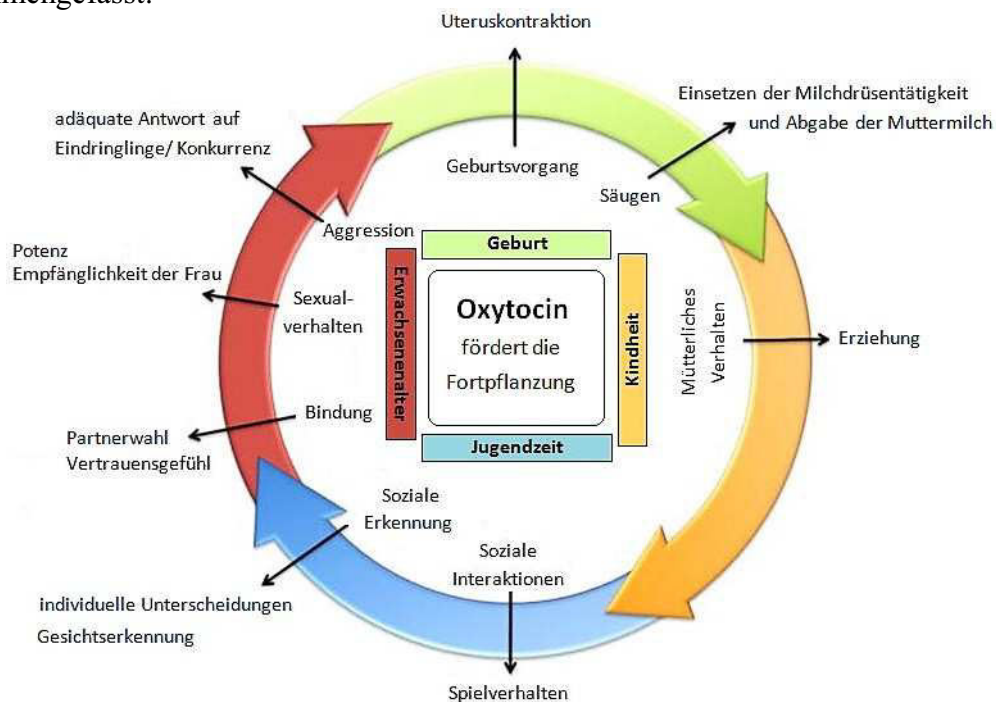 Uteruskontraktion
Einsetzen der Milchdrüsentätigkeit
und Abgabe der Muttermilch
adäquate Antwort auf
Eindringlinge/ Konkurrenz
Geburtsvorgang
Säugen
Aggression
Geburt
Potenz
Empfänglichkeit der Frau
Sexual-
verhalten
Erwachsenenalter
Oxytocin
fördert die
Fortpflanzung
Kindheit
Mütterliches
Verhalten
Erziehung
Bindung
Partnerwahl
Vertrauensgefühl
Jugendzeit
Soziale
Erkennung
Soziale
Interaktionen
individuelle Unterscheidungen
Gesichtserkennung
Spielverhalten